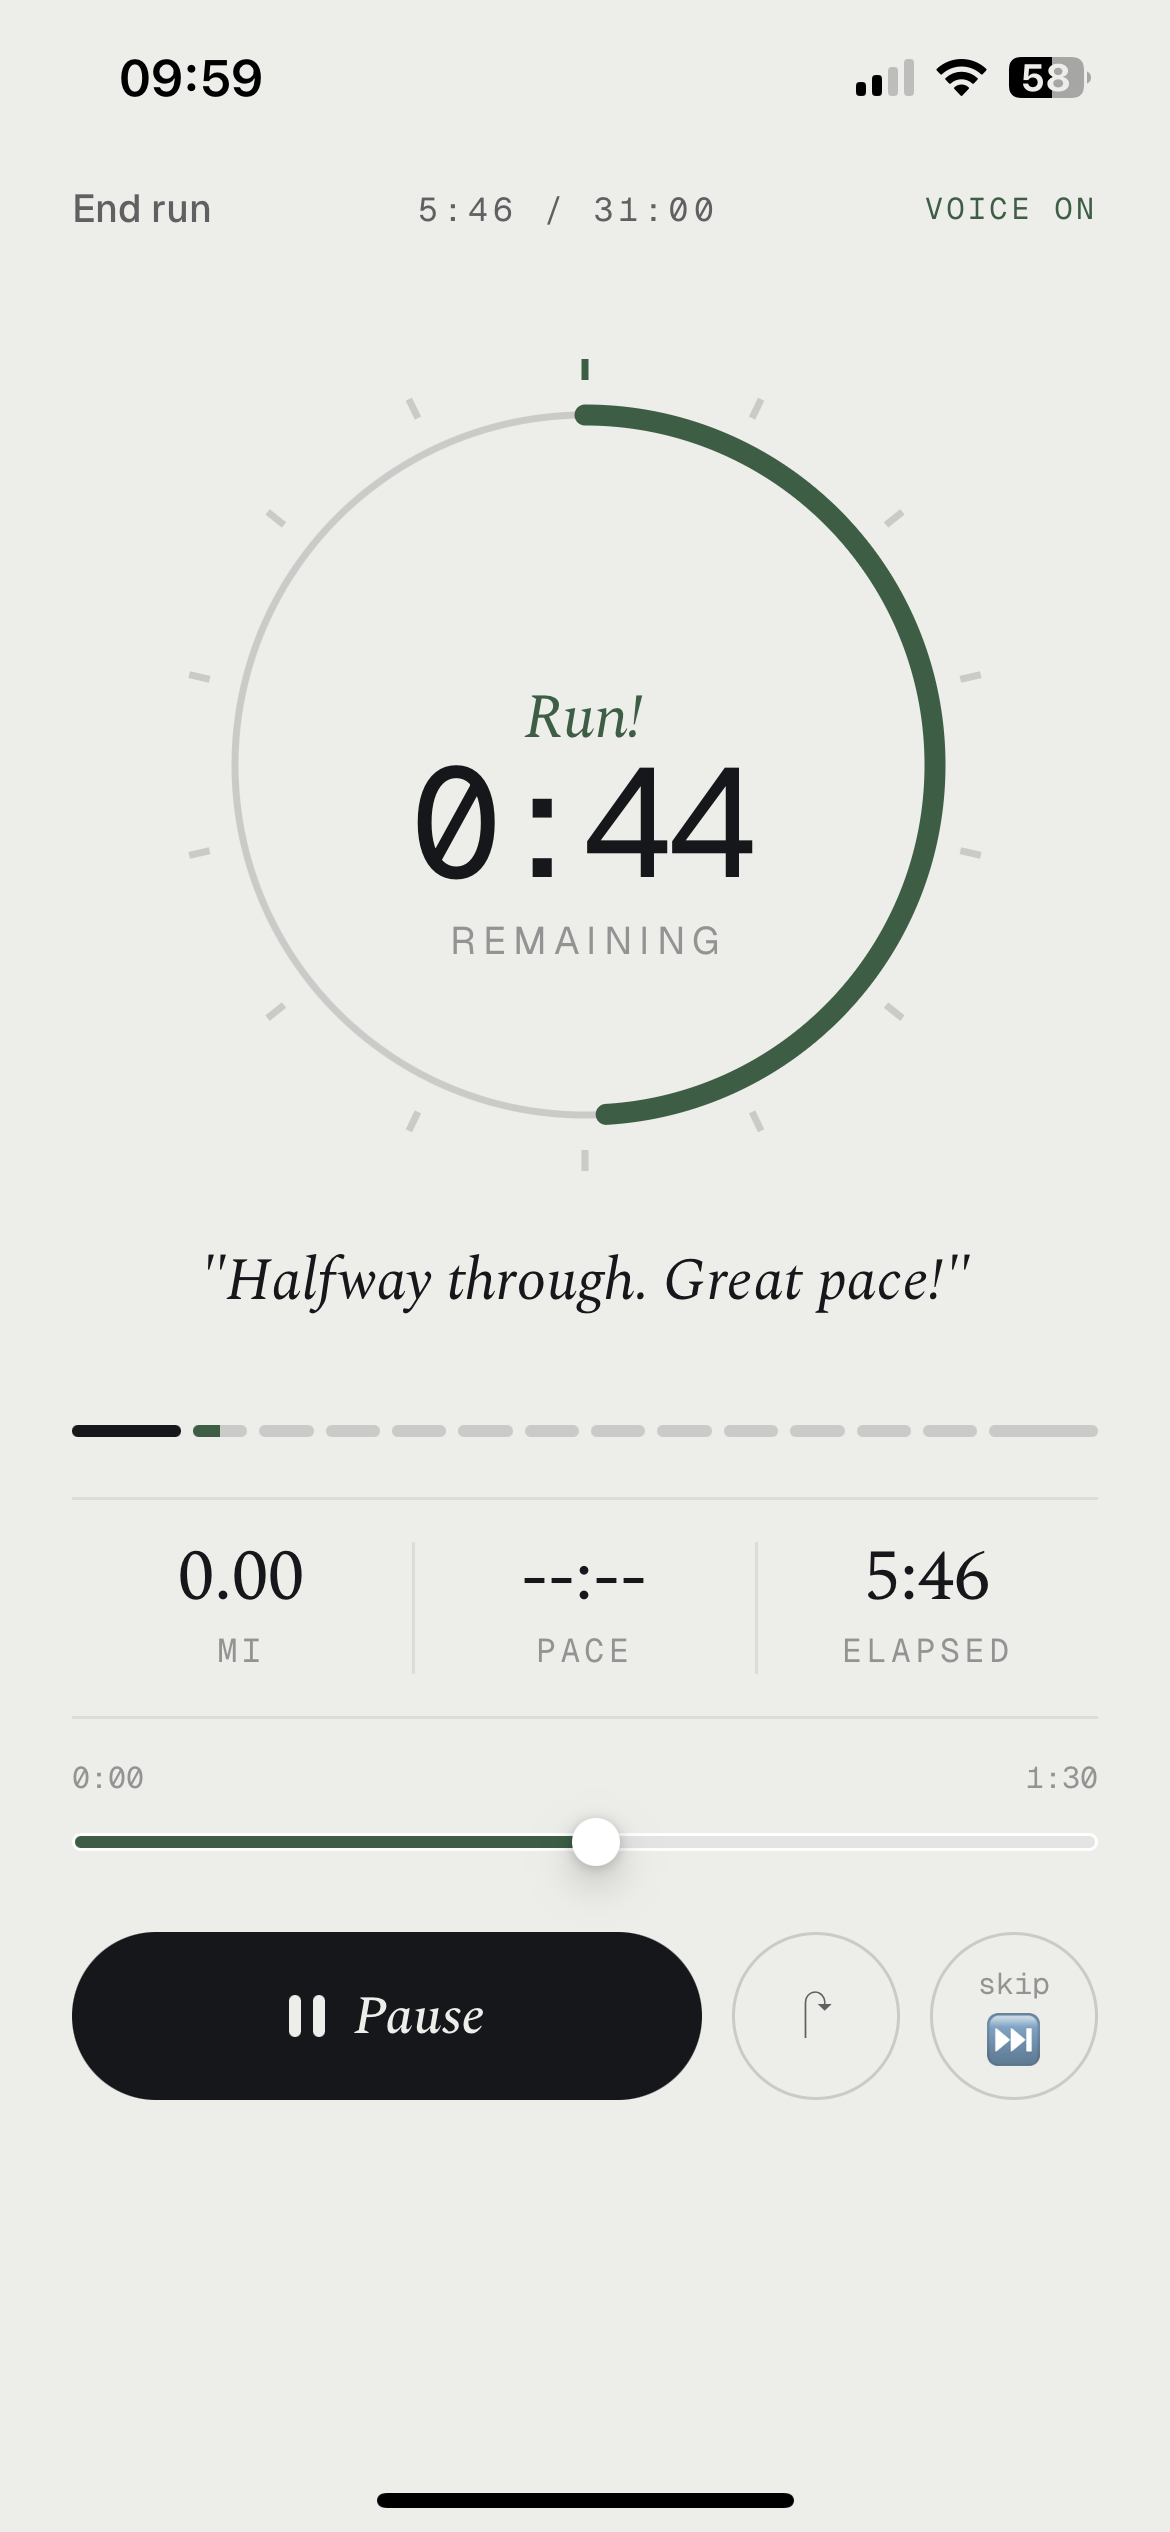 09:59
58
End run
5:46 / 31:00
VOICE ON
Run!
0:44
REMAINING
"Halfway through. Great pace!"
0.00
--:--
5:46
MI
PACE
ELAPSED
0:00
1:30
Pause
skip